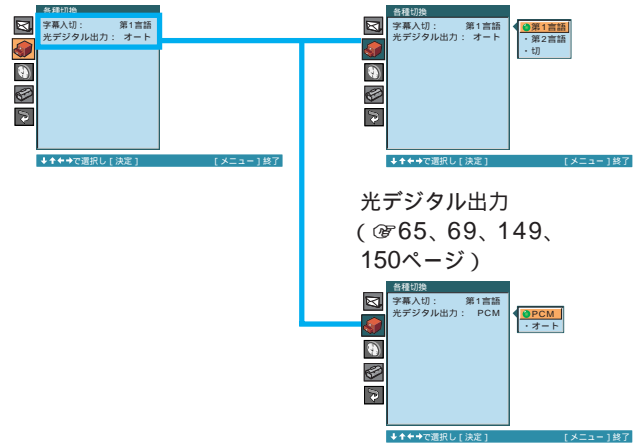 各種切換
字幕入切： 第1言語
光デジタル出力： オート
↓↑←→で選択し［決定］ ［メニュー］終了
各種切換
字幕入切： 第1言語
光デジタル出力： オート
第1言語
・第2言語
・切
↓↑←→で選択し［決定］ ［メニュー］終了
光デジタル出力
（☞65、69、149、
150ページ）
各種切換
字幕入切： 第1言語
光デジタル出力： PCM
PCM
・オート
↓↑←→で選択し［決定］ ［メニュー］終了